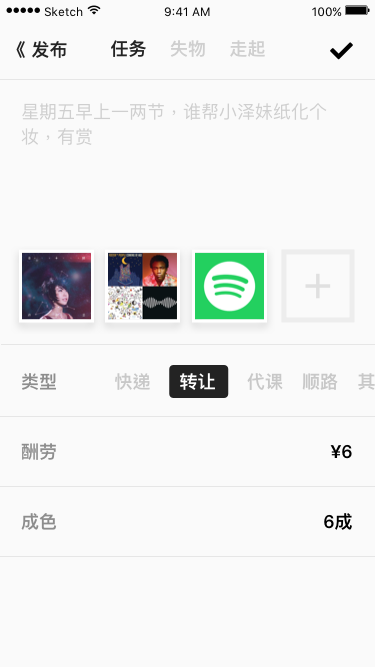 Sketch 9:41 AM 100%
《 发布 任务 失物 走起
星期五早上一两节，谁帮小泽妹纸化个
妆，有赏
类型 快递 转让 代课 顺路 其
酬劳 ¥6
成色 6成